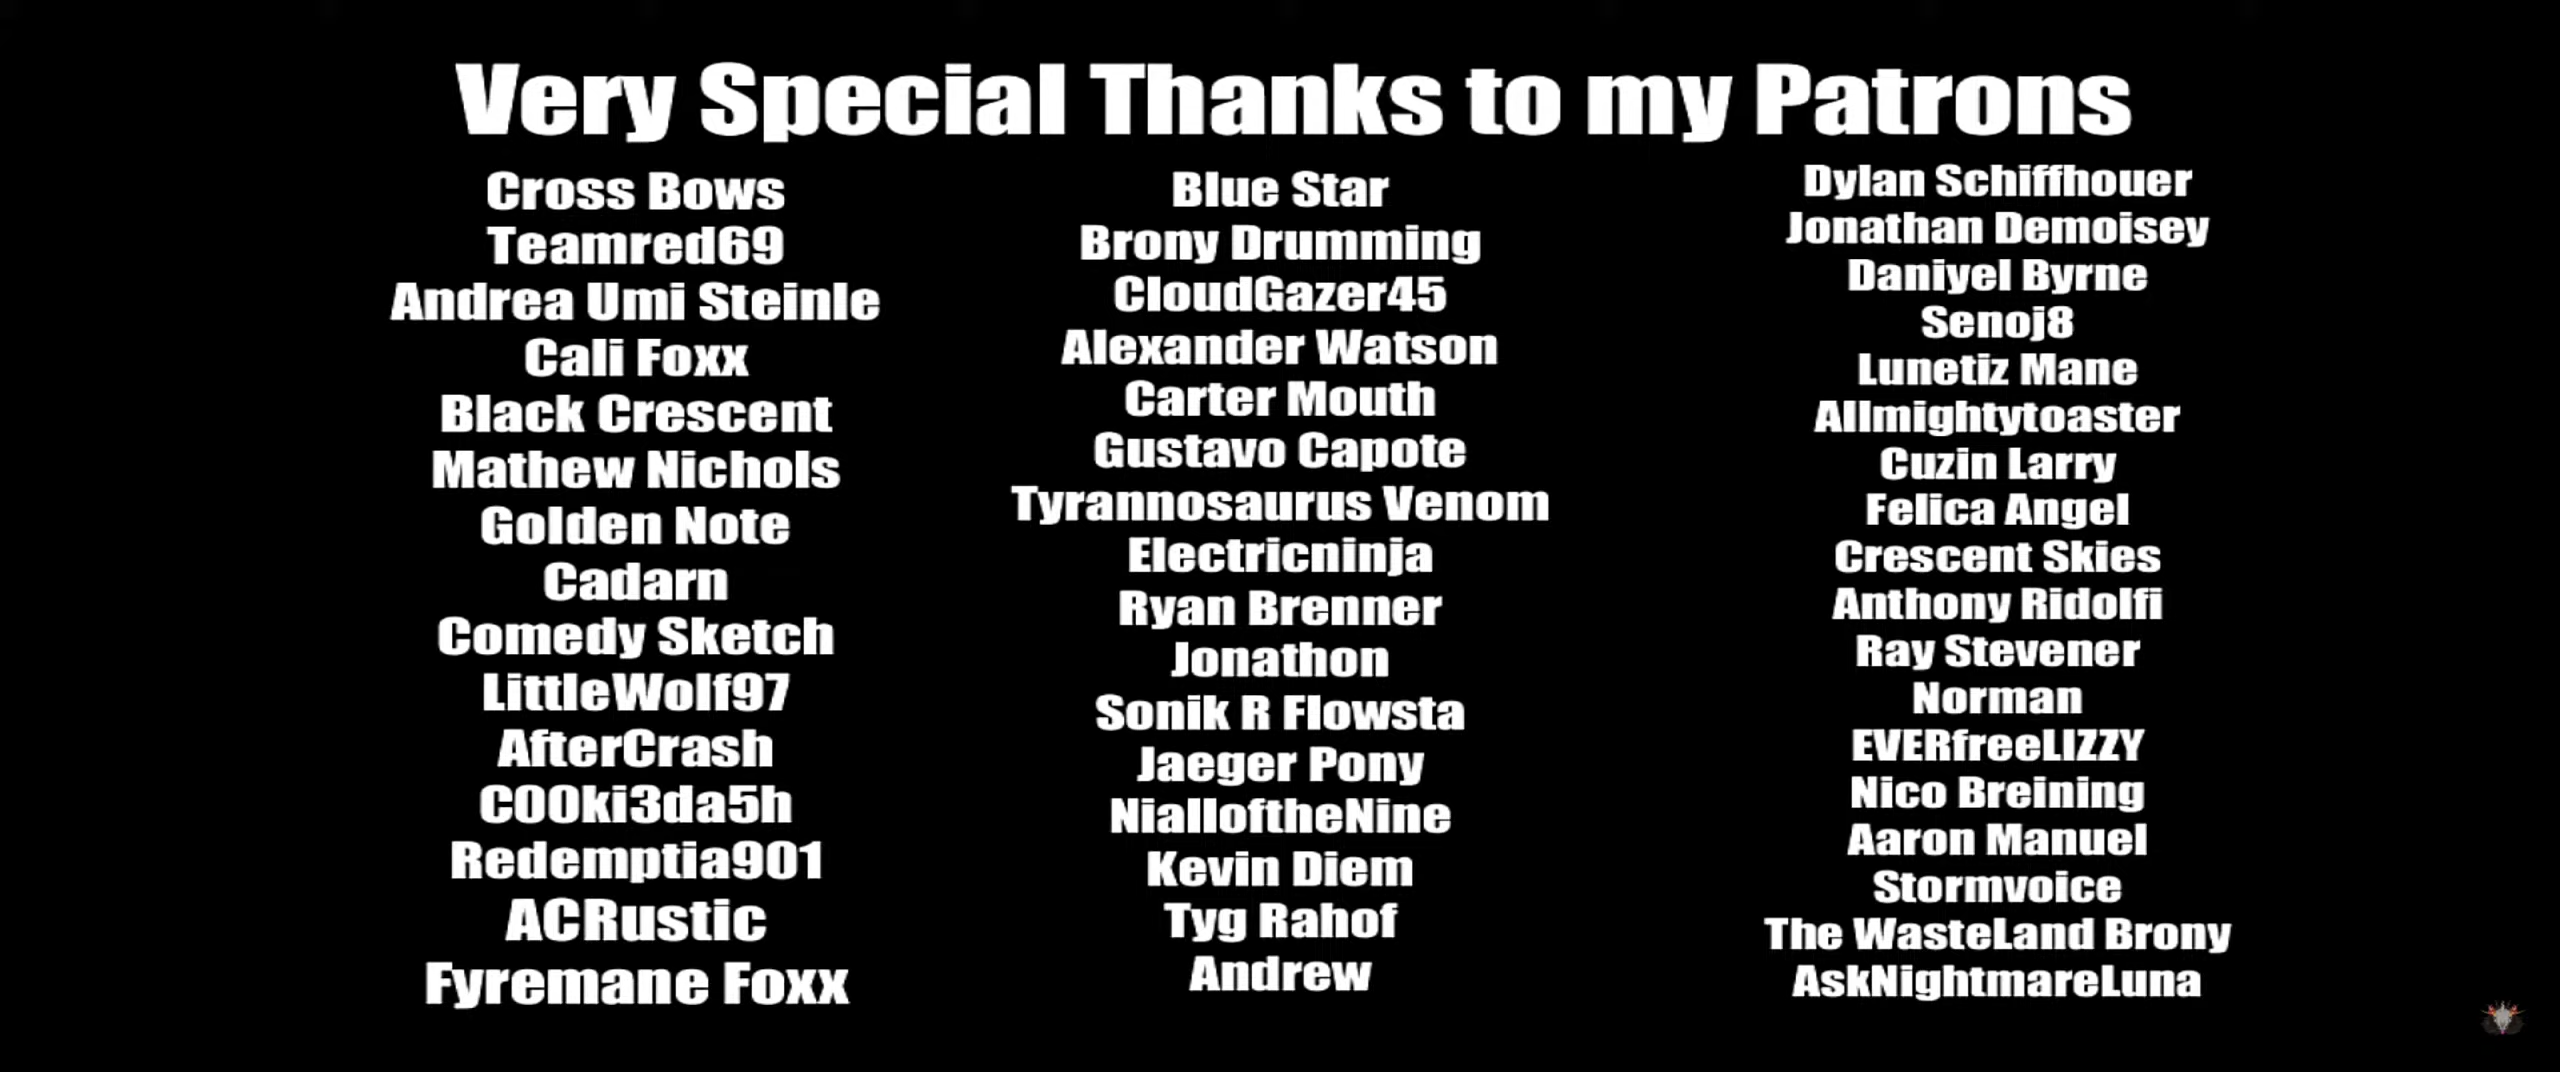 Very Special Thanks to my Patrons
Cross Bows
Teamred69
Andrea Umi Steinle
Cali Foxx
Black Crescent
Mathew Nichols
Golden Note
Cadarn
Comedy Sketch
LittleWolf97
AfterCrash
C00ki3da5h
Redemptia901
ACRustic
Fyremane Foxx
Blue Star
Brony Drumming
CloudGazer45
Alexander Watson
Carter Mouth
Gustavo Capote
Tyrannosaurus Venom
Electricninja
Ryan Brenner
Jonathon
Sonik R Flowsta
Jaeger Pony
NialloftheNine
Kevin Diem
Tyg Rahof
Andrew
Dylan Schiffhouer
Jonathan Demoisey
Daniyel Byrne
Senoj8
Lunetiz Mane
Allmightytoaster
Cuzin Larry
Felica Angel
Crescent Skies
Anthony Ridolfi
Ray Stevener
Norman
EVERfreeLIZZY
Nico Breining
Aaron Manuel
Stormvoice
The WasteLand Brony
AskNightmareLuna